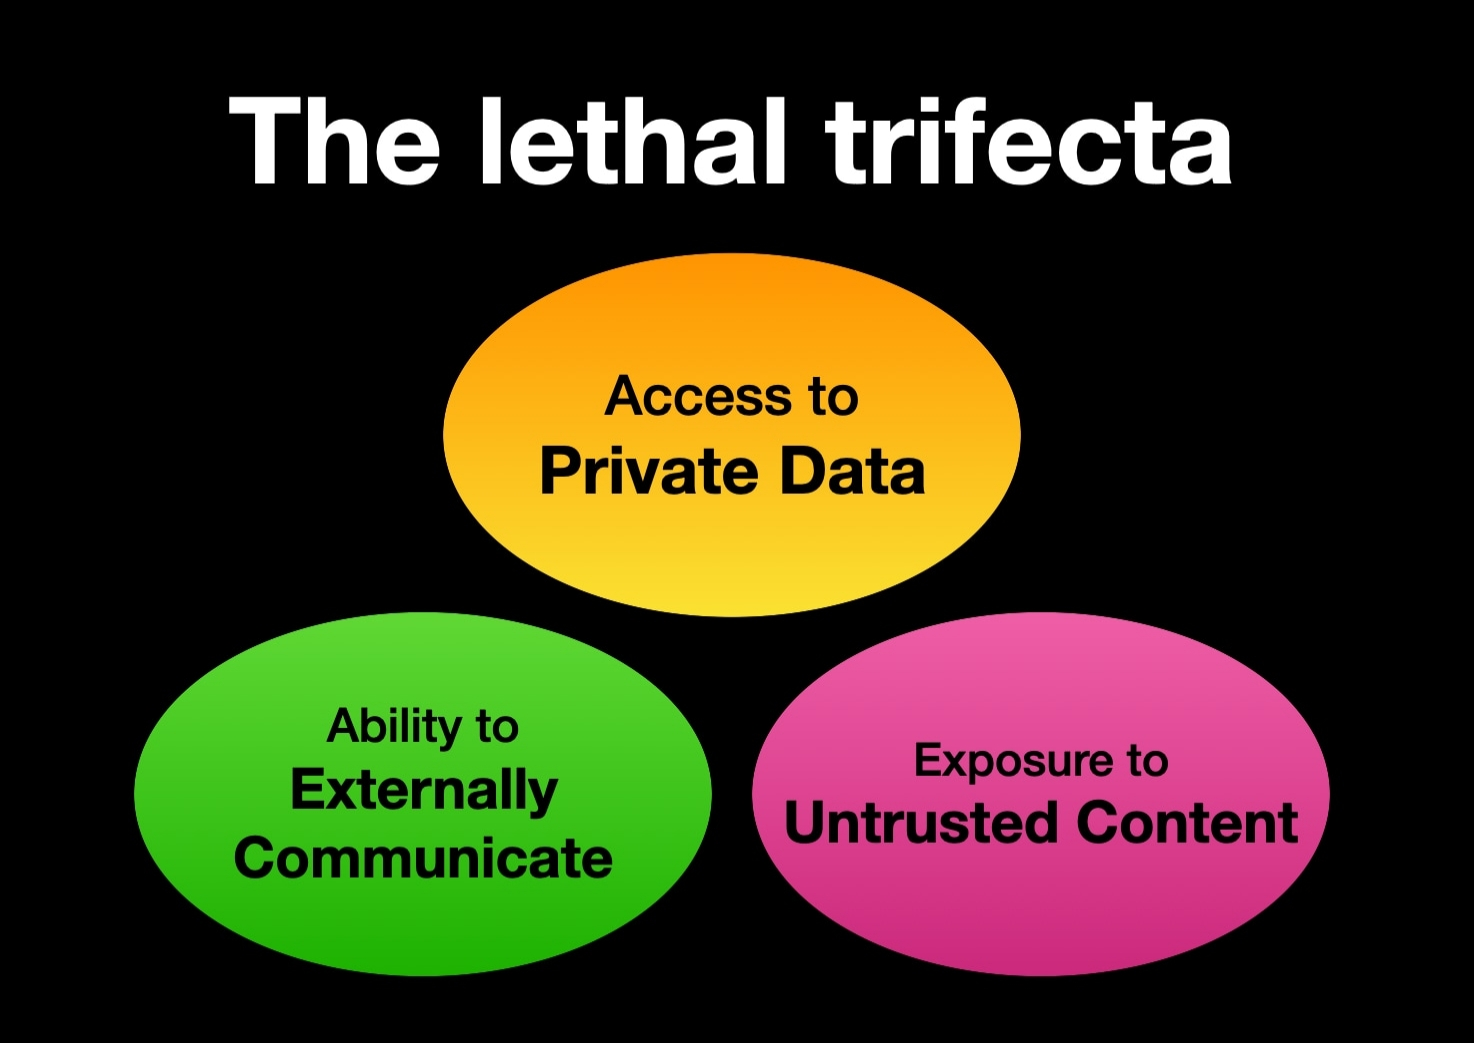 The lethal trifecta
Access to
Private Data
Ability to
Externally
Communicate
Exposure to
Untrusted Content